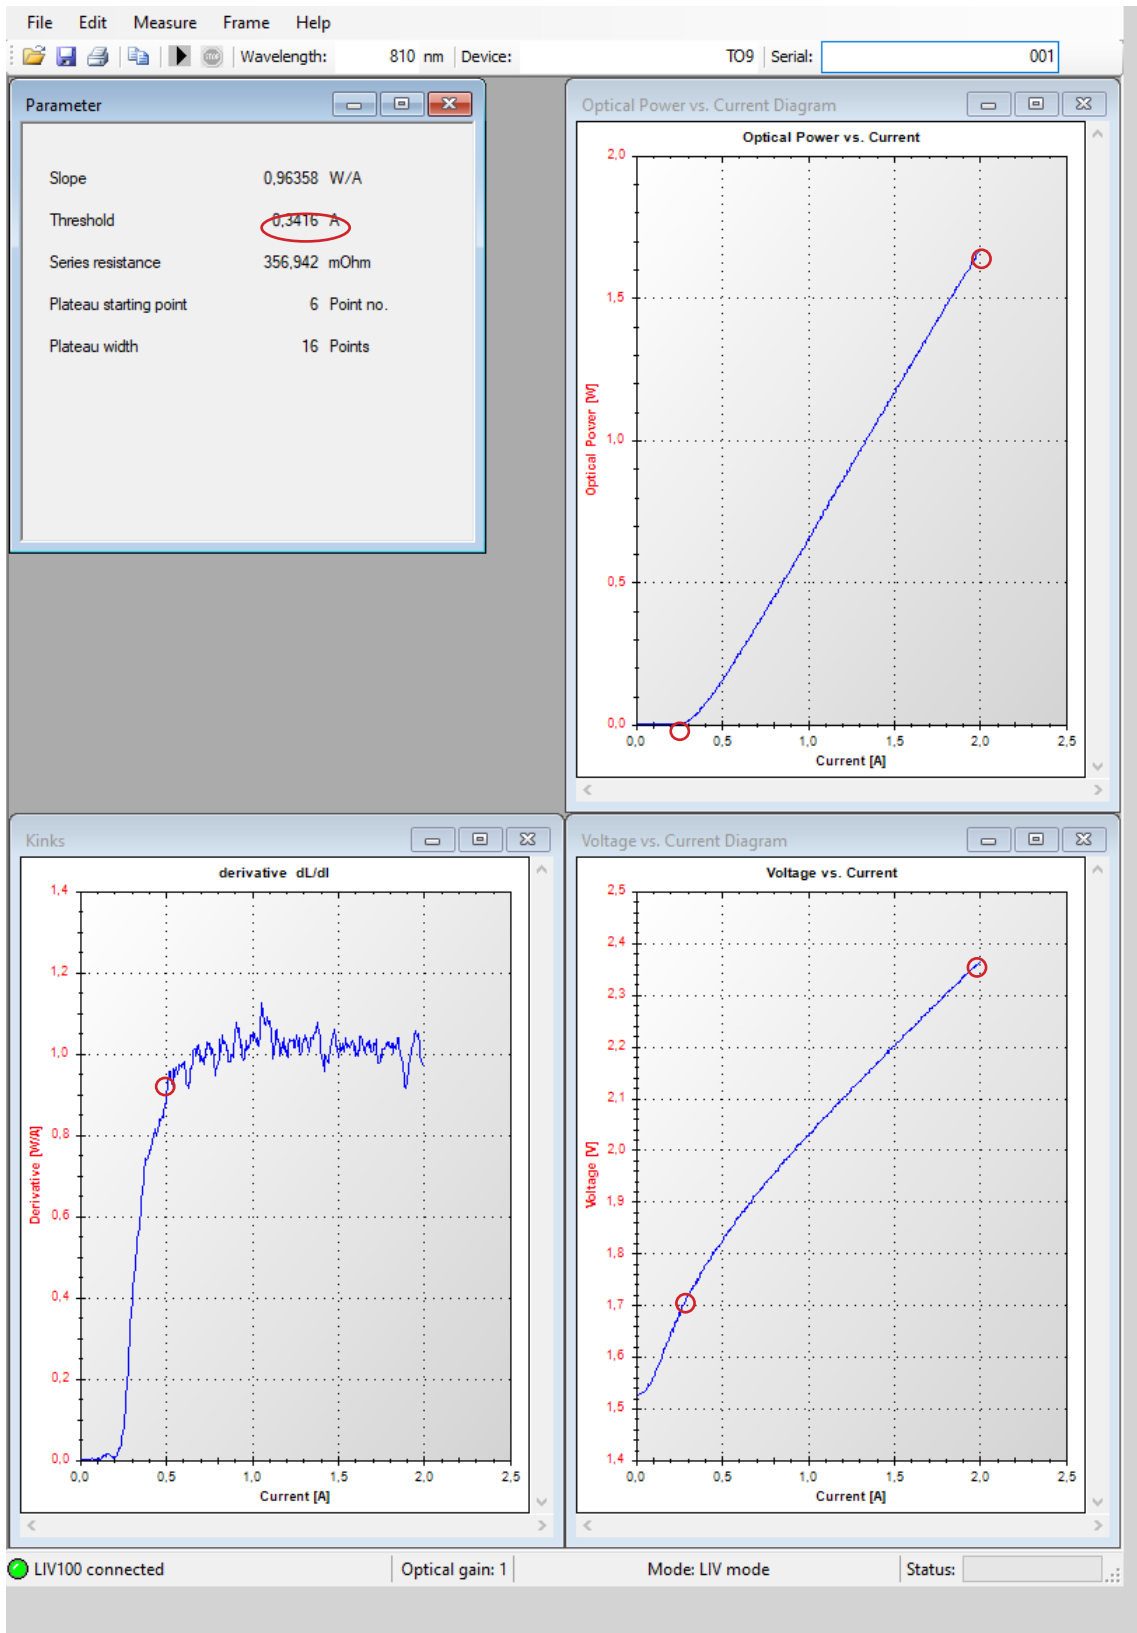 File Edit Measure Frame Help
Wavelength: 810 nm Device: TO9 Serial: 001
Parameter
Slope 0,96358 W/A
Threshold 0,3416 A
Series resistance 356,942 mOhm
Plateau starting point 6 Point no.
Plateau width 16 Points
Optical Power vs. Current Diagram
Optical Power vs. Current
2,0
1,5
1,0
0,5
0,0
Optical Power [W]
0,0 0,5 1,0 1,5 2,0 2,5
Current [A]
Kinks
derivative dL/dI
1,4
1,2
1,0
0,8
0,6
0,4
0,2
0,0
Derivative [W/A]
0,0 0,5 1,0 1,5 2,0 2,5
Current [A]
Voltage vs. Current Diagram
Voltage vs. Current
2,5
2,4
2,3
2,2
2,1
2,0
1,9
1,8
1,7
1,6
1,5
1,4
Voltage [V]
0,0 0,5 1,0 1,5 2,0 2,5
Current [A]
LIV100 connected Optical gain: 1 Mode: LIV mode Status: